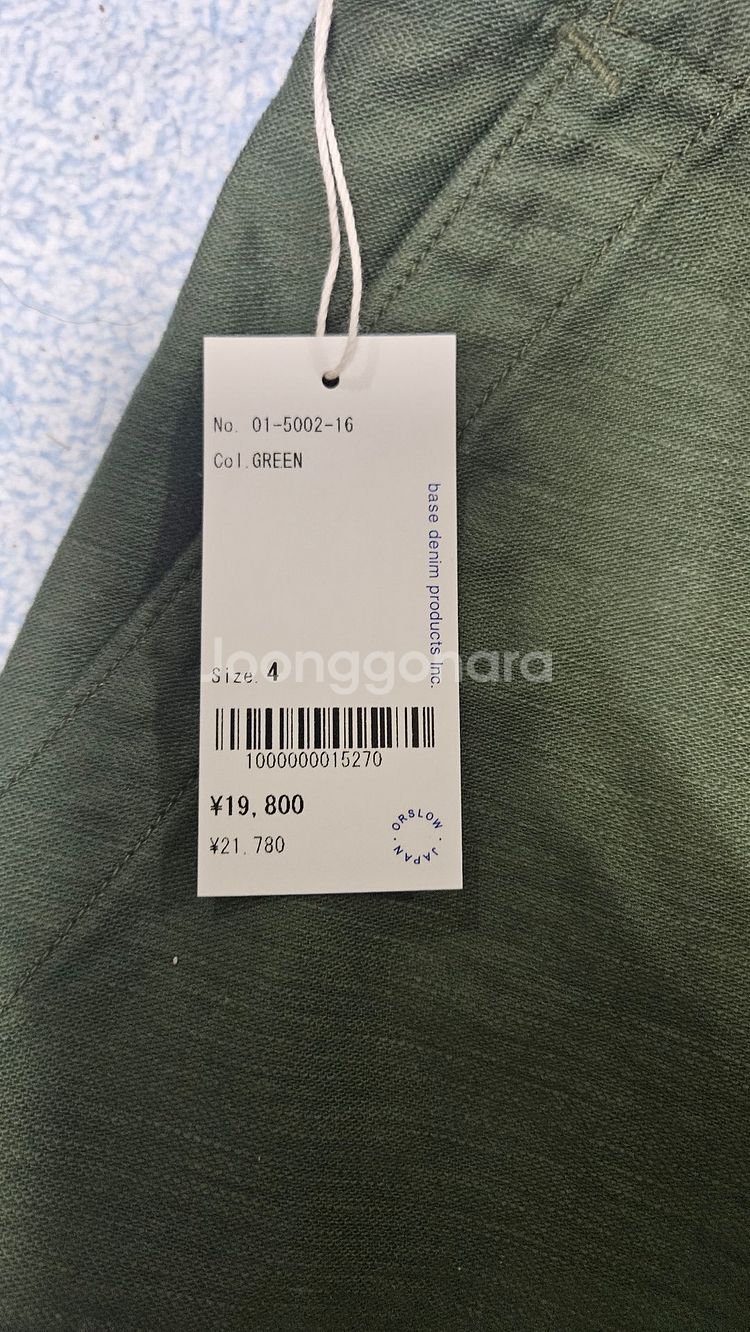 No. 01-5002-16
Col.GREEN
base denim products Inc.
Joonggonara
Size. 4
1000000015270
¥19,800
¥21,780
ORSLOW · JAPAN ·